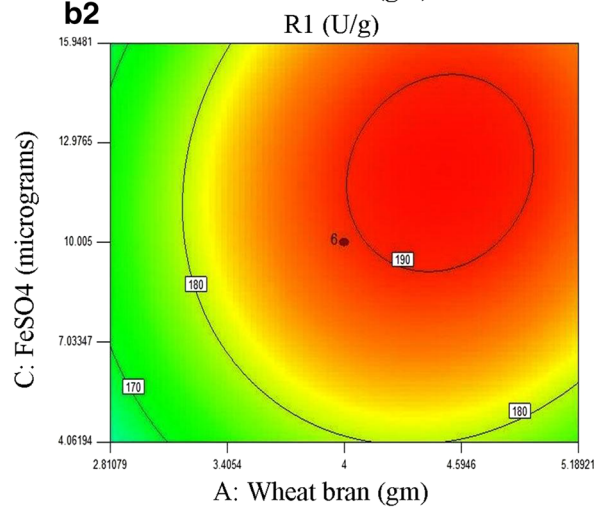 b2
R1 (U/g)
15.9481
12.9765
10.005
7.03347
4.06194
C: FeSO4 (micrograms)
6
190
180
170
180
2.81079 3.4054 4 4.5946 5.18921
A: Wheat bran (gm)